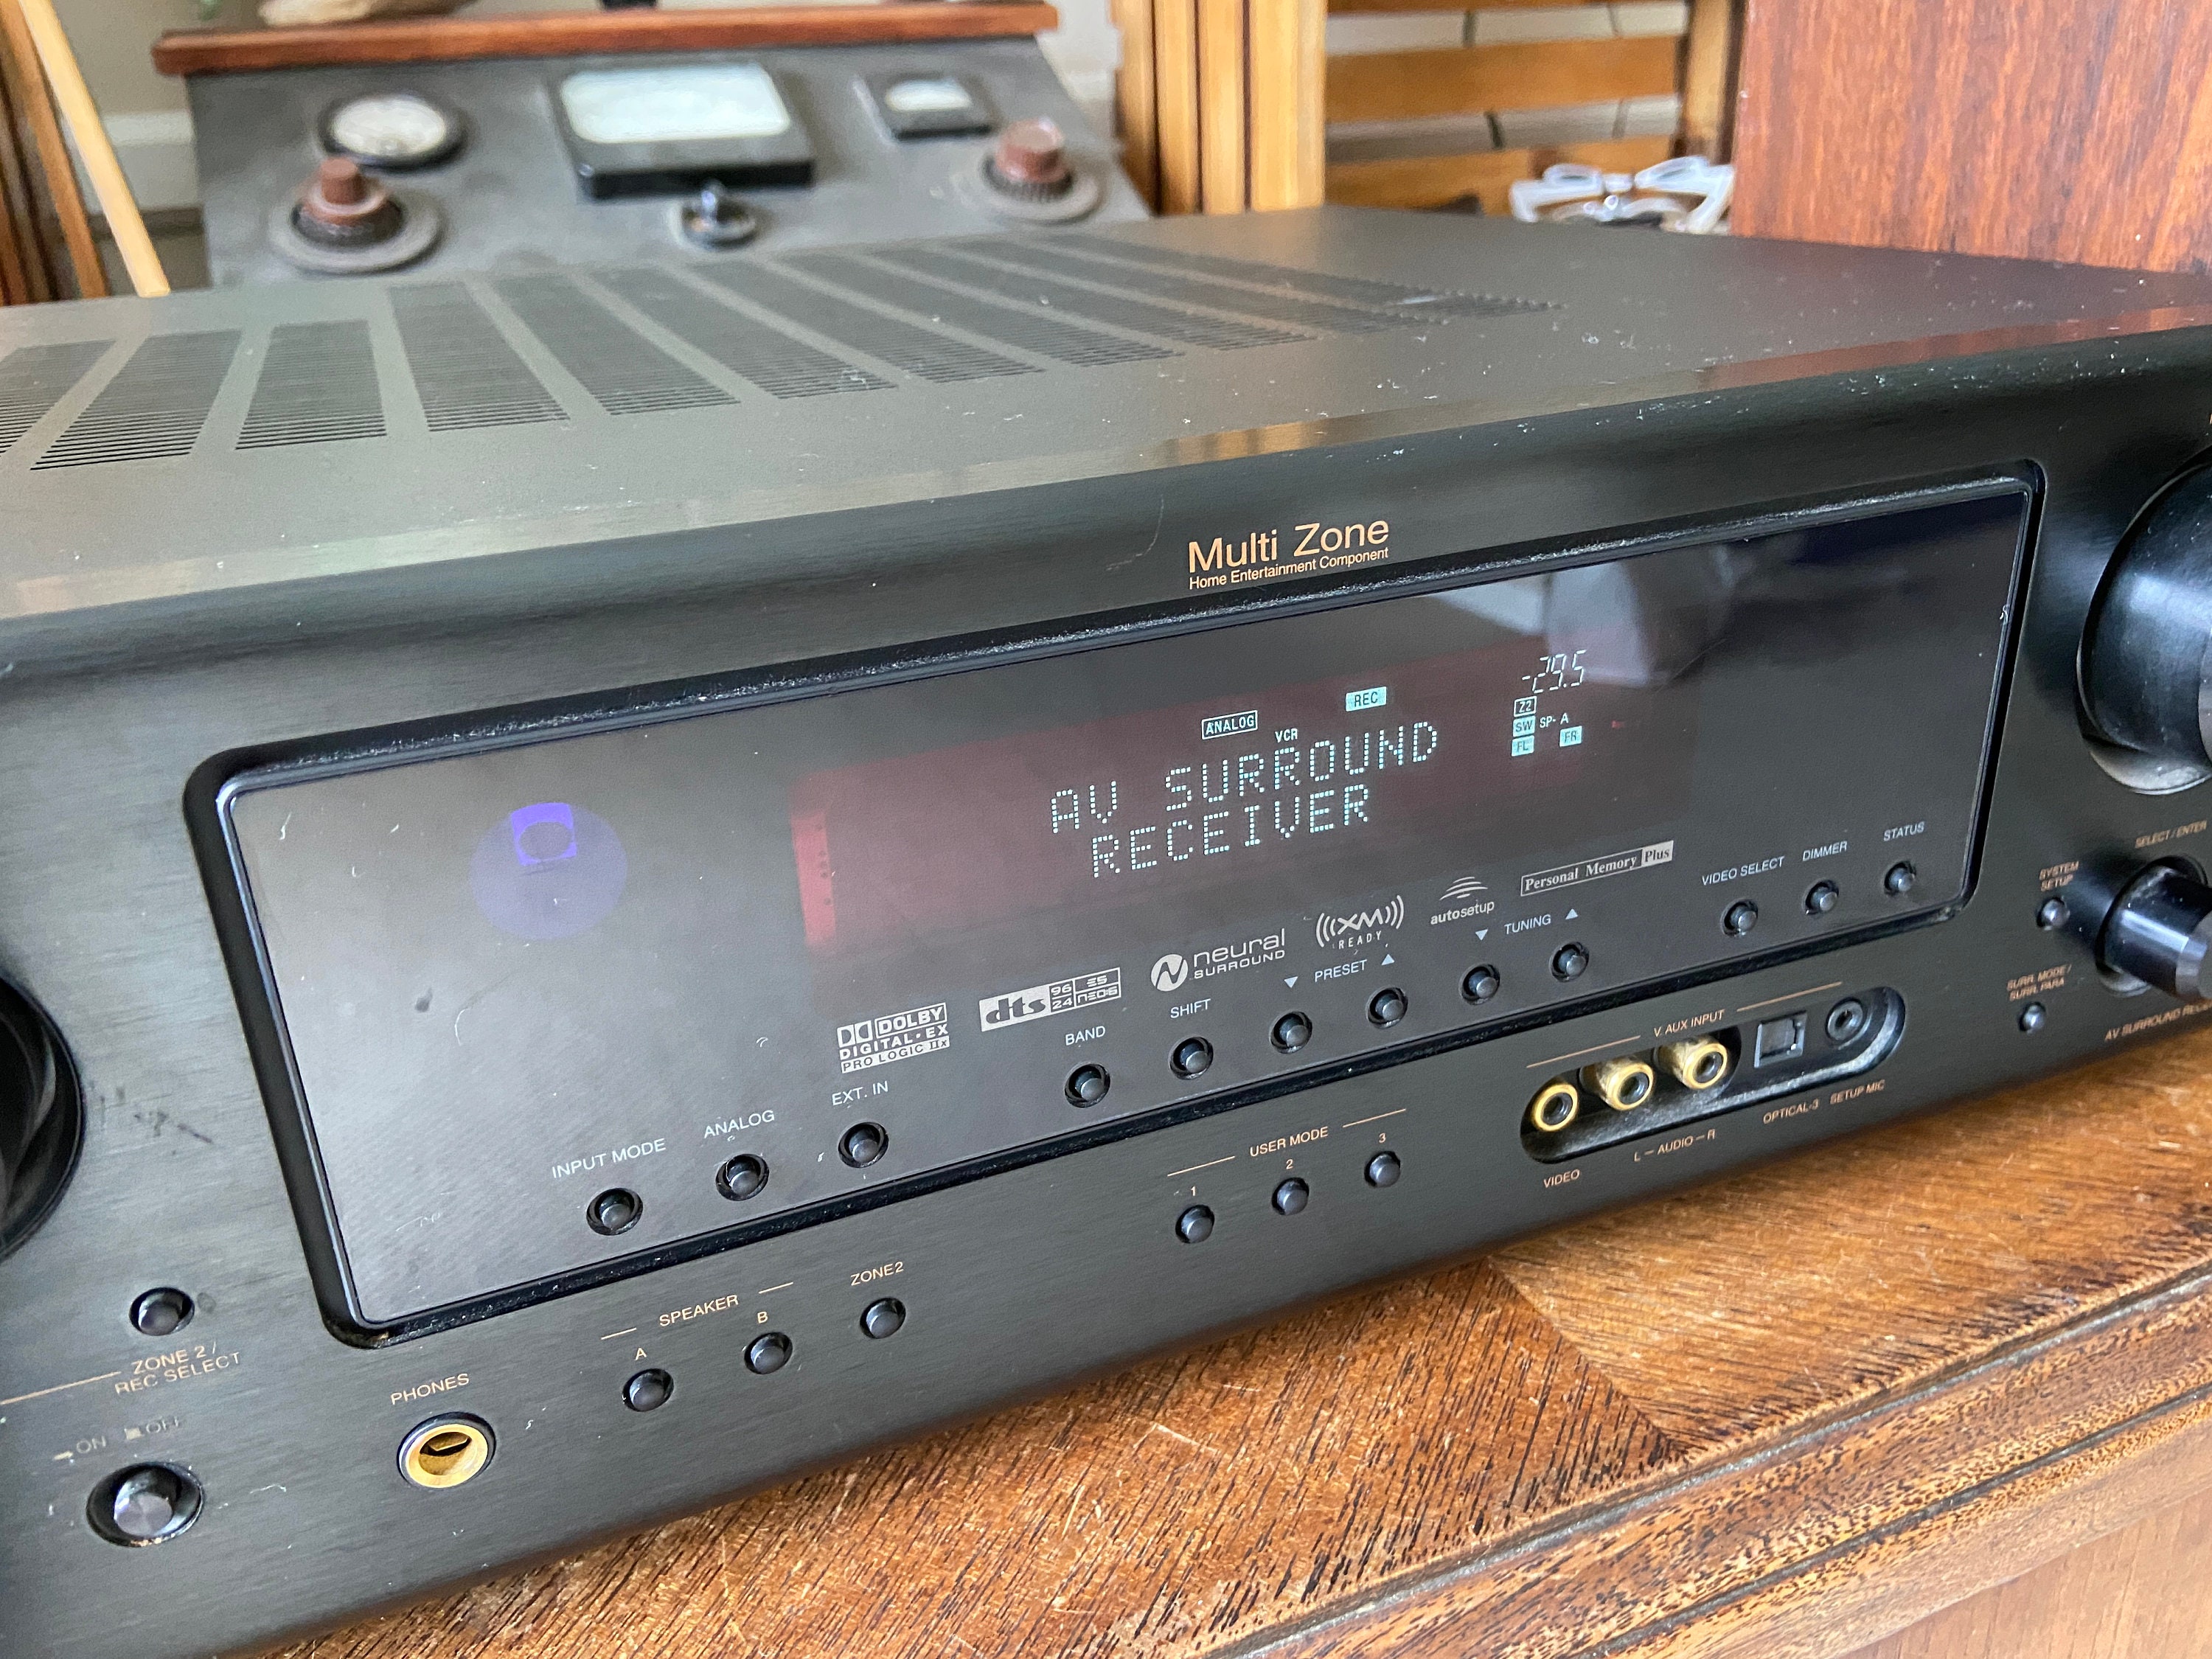 Multi Zone
Home Entertainment Component
-29.5
REC
ANALOG
VCR
Z2
SW SP- A
FL FR
AV SURROUND
RECEIVER
DOLBY
DIGITAL·EX
PRO LOGIC IIx
dts 96 24 ES NEO:6
neural
SURROUND
XM
READY
autosetup
Personal Memory Plus
INPUT MODE
ANALOG
EXT. IN
BAND
SHIFT
▼ PRESET ▲
▼ TUNING ▲
VIDEO SELECT
DIMMER
STATUS
SELECT / ENTER
SYSTEM
SETUP
SURR. MODE /
SURR. PARA
AV SURROUND
V. AUX INPUT
VIDEO
L — AUDIO — R
OPTICAL-3
SETUP MIC
USER MODE
1
2
3
SPEAKER
A
B
ZONE2
ZONE 2 /
REC SELECT
PHONES
ON OFF